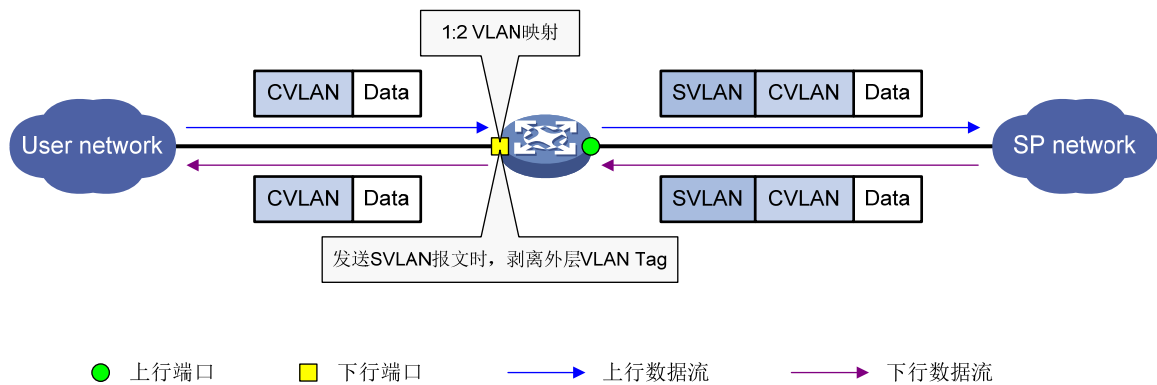 1:2 VLAN映射
CVLAN Data
SVLAN CVLAN Data
User network
SP network
CVLAN Data
SVLAN CVLAN Data
发送SVLAN报文时，剥离外层VLAN Tag
上行端口 下行端口 上行数据流 下行数据流